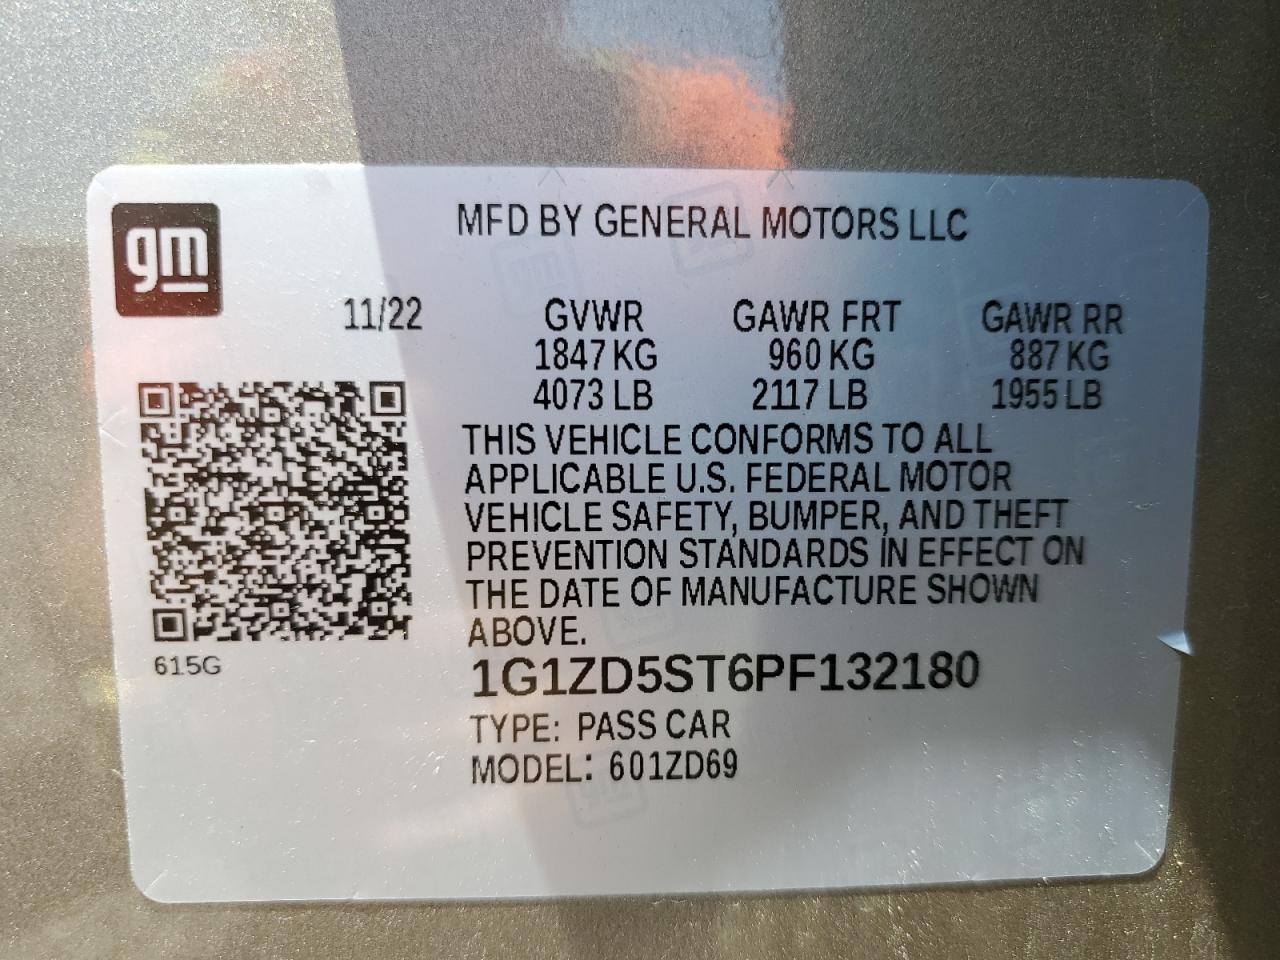 gm
MFD BY GENERAL MOTORS LLC
11/22 GVWR GAWR FRT GAWR RR
1847 KG 960 KG 887 KG
4073 LB 2117 LB 1955 LB
THIS VEHICLE CONFORMS TO ALL
APPLICABLE U.S. FEDERAL MOTOR
VEHICLE SAFETY, BUMPER, AND THEFT
PREVENTION STANDARDS IN EFFECT ON
THE DATE OF MANUFACTURE SHOWN
ABOVE.
615G
1G1ZD5ST6PF132180
TYPE: PASS CAR
MODEL: 601ZD69